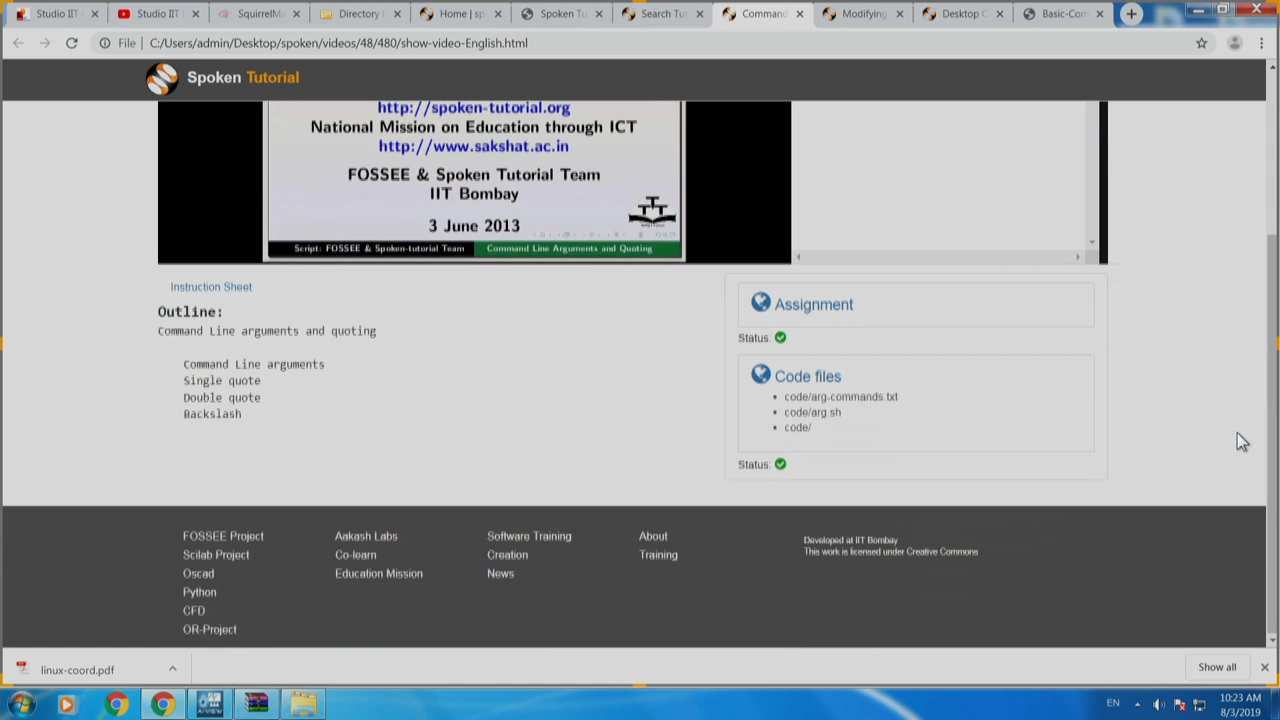 Studio IIT
Studio IIT
SquirrelMa
Directory
Home | sp
Spoken Tu
Search Tut
Command
Modifying
Desktop C
Basic-Con
File
C:/Users/admin/Desktop/spoken/videos/48/480/show-video-English.html
Spoken Tutorial
http://spoken-tutorial.org
National Mission on Education through ICT
http://www.sakshat.ac.in
FOSSEE & Spoken Tutorial Team
IIT Bombay
3 June 2013
Script: FOSSEE & Spoken-tutorial Team
Command Line Arguments and Quoting
Instruction Sheet
Outline:
Command Line arguments and quoting
Command Line arguments
Single quote
Double quote
Backslash
Assignment
Status:
Code files
code/arg-commands.txt
code/arg.sh
code/
Status:
FOSSEE Project
Scilab Project
Oscad
Python
CFD
OR-Project
Aakash Labs
Co-learn
Education Mission
Software Training
Creation
News
About
Training
Developed at IIT Bombay
This work is licensed under Creative Commons
linux-coord.pdf
Show all
A-VIEW
EN
10:23 AM
8/3/2019